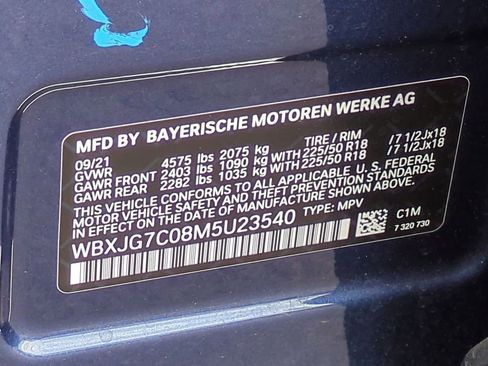 MFD BY BAYERISCHE MOTOREN WERKE AG
09/21 4575 lbs 2075 kg TIRE / RIM
GVWR
GAWR FRONT 2403 lbs 1090 kg WITH 225/50 R18 /7 1/2Jx18
GAWR REAR 2282 lbs 1035 kg WITH 225/50 R18 /7 1/2Jx18
THIS VEHICLE CONFORMS TO ALL APPLICABLE U.S. FEDERAL
MOTOR VEHICLE SAFETY AND THEFT PREVENTION STANDARDS
IN EFFECT ON THE DATE OF MANUFACTURE SHOWN ABOVE.
WBXJG7C08M5U23540 TYPE: MPV
C1M
7 320 730